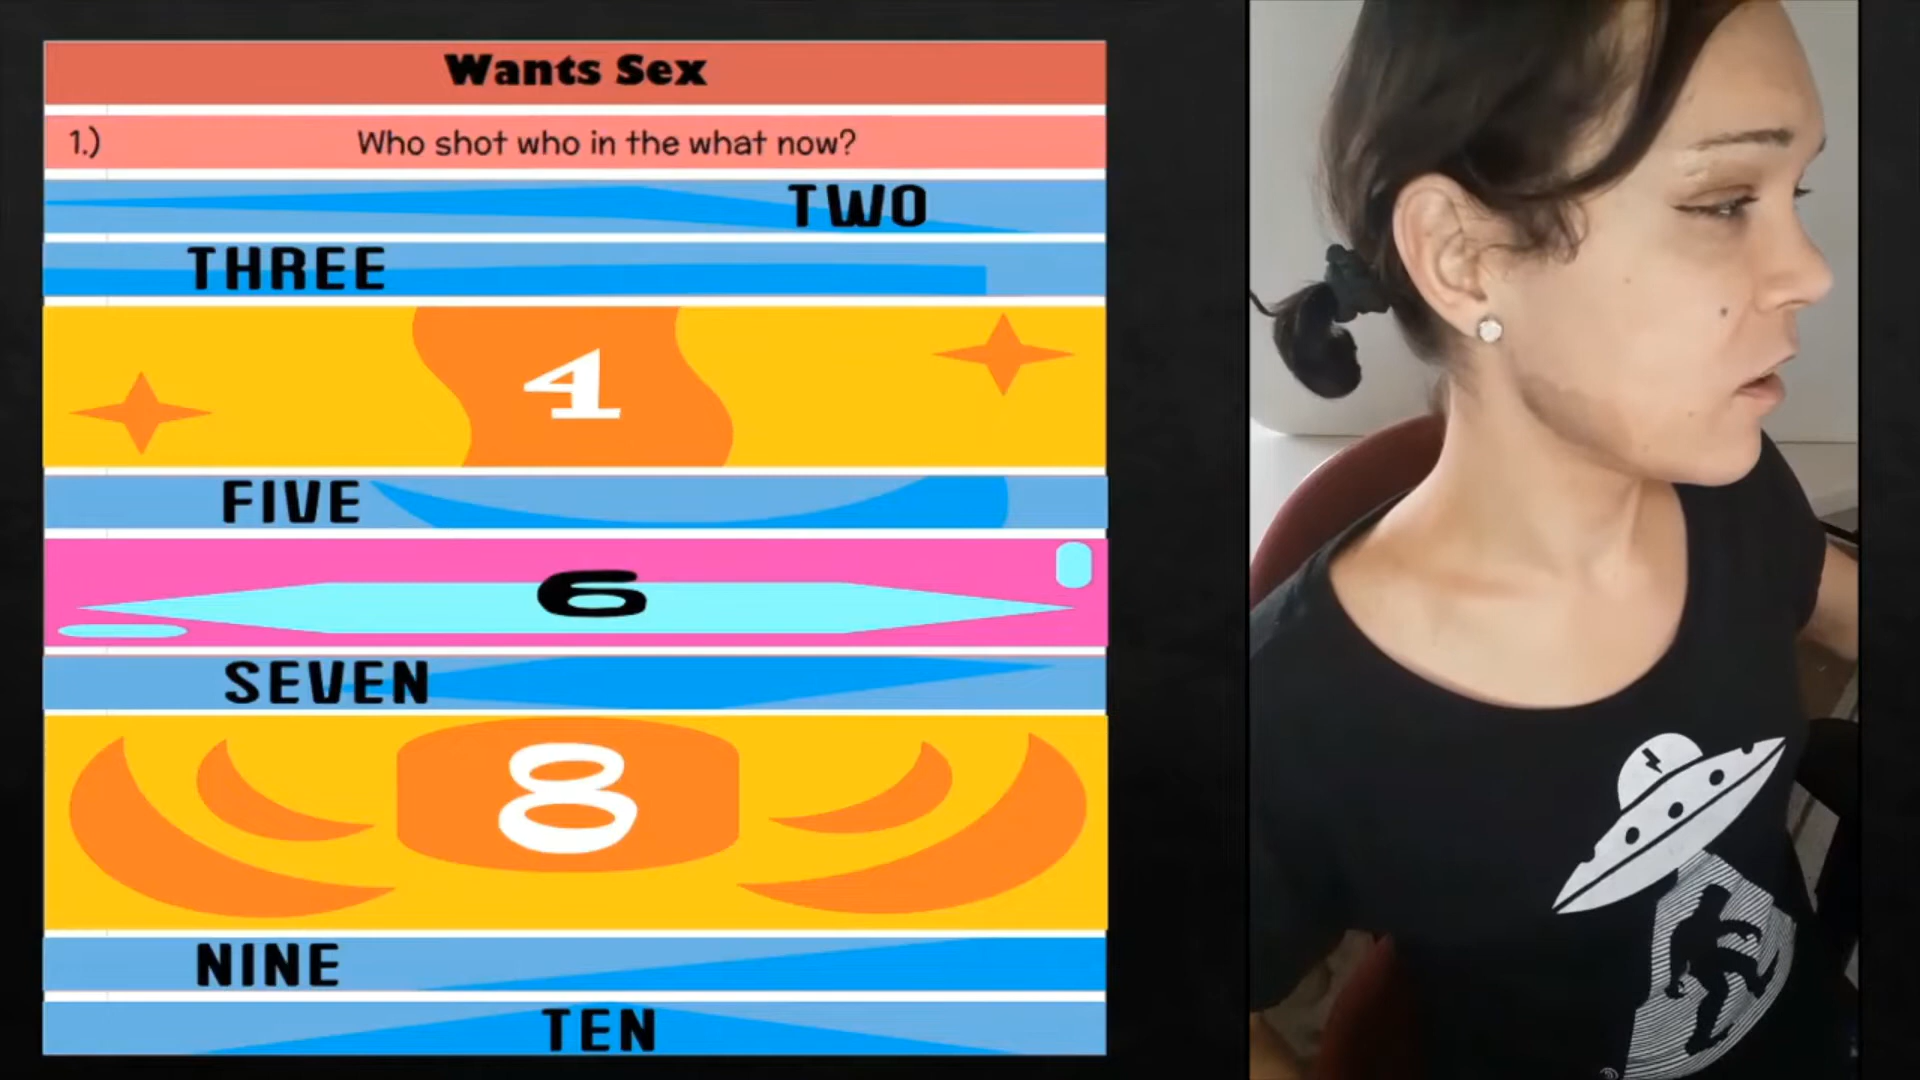 Wants Sex
1.) Who shot who in the what now?
TWO
THREE
4
FIVE
6
SEVEN
8
NINE
TEN